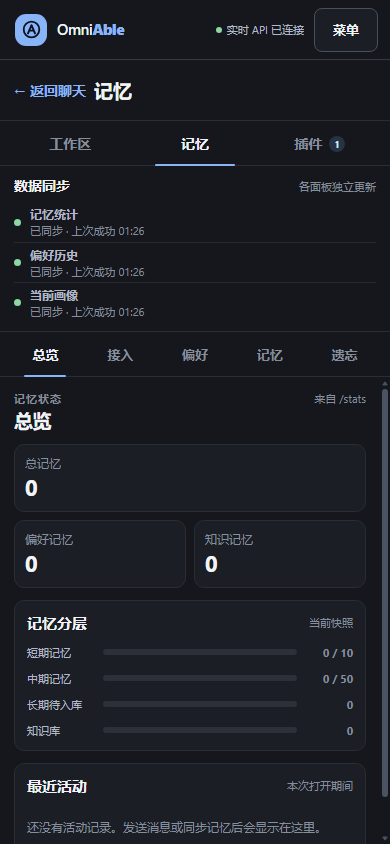 OmniAble
实时 API 已连接
菜单
← 返回聊天 记忆
工作区
记忆
插件 1
数据同步
各面板独立更新
记忆统计
已同步 · 上次成功 01:26
偏好历史
已同步 · 上次成功 01:26
当前画像
已同步 · 上次成功 01:26
总览
接入
偏好
记忆
遗忘
记忆状态
来自 /stats
总览
总记忆
0
偏好记忆
0
知识记忆
0
记忆分层
当前快照
短期记忆 0 / 10
中期记忆 0 / 50
长期待入库 0
知识库 0
最近活动
本次打开期间
还没有活动记录。发送消息或同步记忆后会显示在这里。